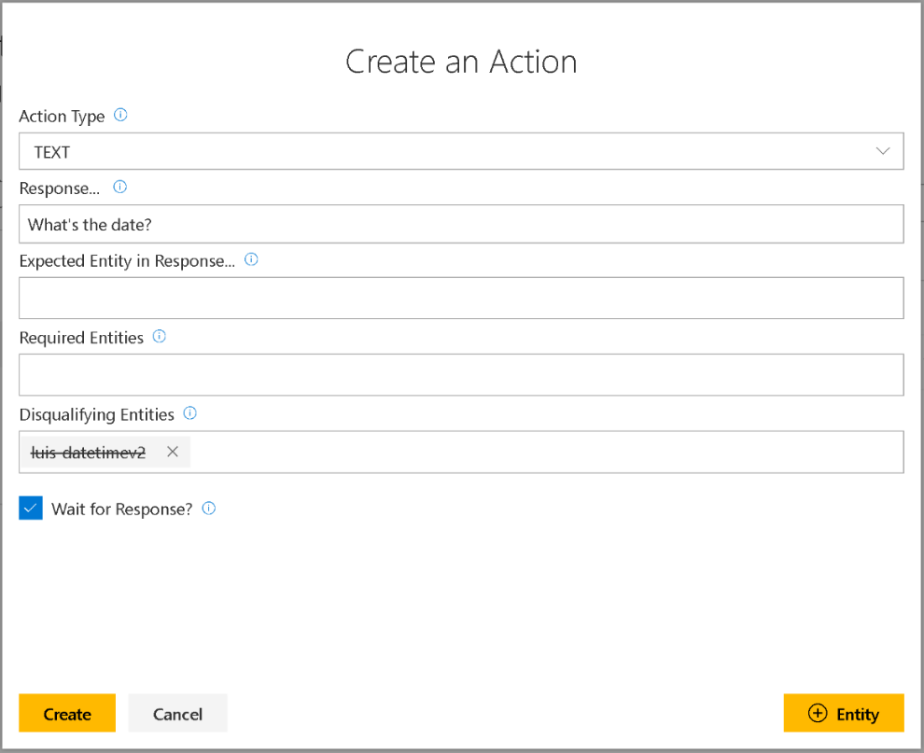 Create an Action
Action Type
TEXT
Response...
What's the date?
Expected Entity in Response...
Required Entities
Disqualifying Entities
luis-datetimev2
Wait for Response?
Create Cancel Entity